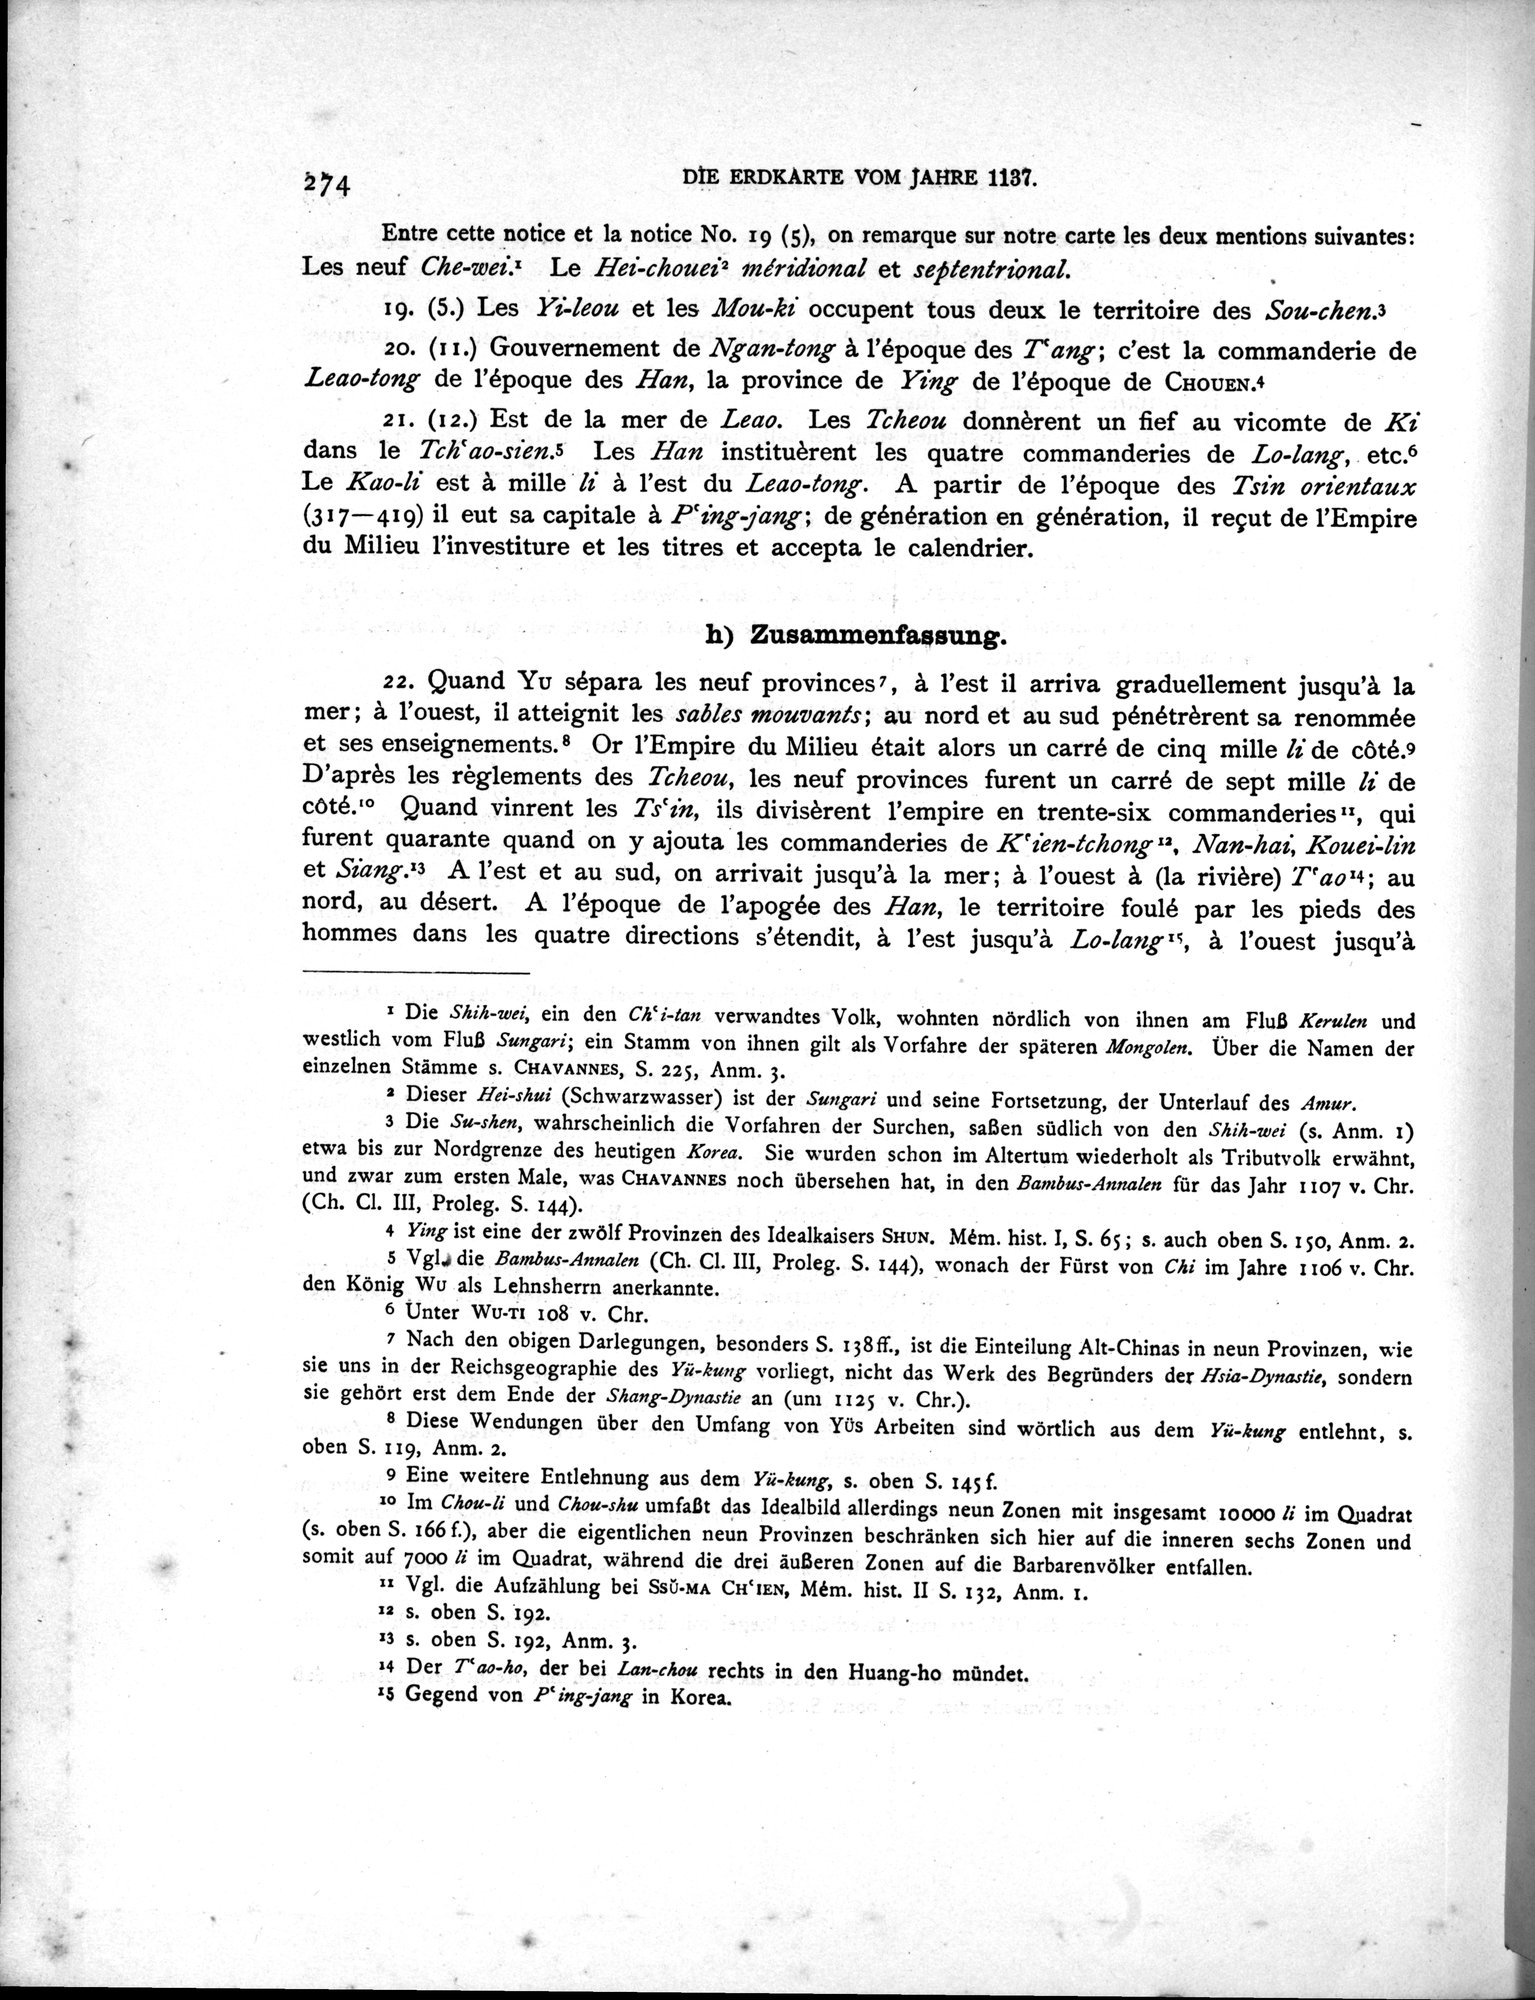 274 DIE ERDKARTE VOM JAHRE 1137.
Entre cette notice et la notice No. 19 (5), on remarque sur notre carte les deux mentions suivantes:
Les neuf Che-wei.¹ Le Hei-chouei² méridional et septentrional.
19. (5.) Les Yi-leou et les Mou-ki occupent tous deux le territoire des Sou-chen.³
20. (11.) Gouvernement de Ngan-tong à l'époque des Tʿang; c'est la commanderie de
Leao-tong de l'époque des Han, la province de Ying de l'époque de CHOUEN.⁴
21. (12.) Est de la mer de Leao. Les Tcheou donnèrent un fief au vicomte de Ki
dans le Tchʿao-sien.⁵ Les Han instituèrent les quatre commanderies de Lo-lang, etc.⁶
Le Kao-li est à mille li à l'est du Leao-tong. A partir de l'époque des Tsin orientaux
(317—419) il eut sa capitale à Pʿing-jang; de génération en génération, il reçut de l'Empire
du Milieu l'investiture et les titres et accepta le calendrier.
h) Zusammenfassung.
22. Quand YU sépara les neuf provinces⁷, à l'est il arriva graduellement jusqu'à la
mer; à l'ouest, il atteignit les sables mouvants; au nord et au sud pénétrèrent sa renommée
et ses enseignements.⁸ Or l'Empire du Milieu était alors un carré de cinq mille li de côté.⁹
D'après les règlements des Tcheou, les neuf provinces furent un carré de sept mille li de
côté.¹⁰ Quand vinrent les Tsʿin, ils divisèrent l'empire en trente-six commanderies¹¹, qui
furent quarante quand on y ajouta les commanderies de Kʿien-tchong¹², Nan-hai, Kouei-lin
et Siang.¹³ A l'est et au sud, on arrivait jusqu'à la mer; à l'ouest à (la rivière) Tʿao¹⁴; au
nord, au désert. A l'époque de l'apogée des Han, le territoire foulé par les pieds des
hommes dans les quatre directions s'étendit, à l'est jusqu'à Lo-lang¹⁵, à l'ouest jusqu'à
¹ Die Shih-wei, ein den Chʿi-tan verwandtes Volk, wohnten nördlich von ihnen am Fluß Kerulen und
westlich vom Fluß Sungari; ein Stamm von ihnen gilt als Vorfahre der späteren Mongolen. Über die Namen der
einzelnen Stämme s. CHAVANNES, S. 225, Anm. 3.
² Dieser Hei-shui (Schwarzwasser) ist der Sungari und seine Fortsetzung, der Unterlauf des Amur.
³ Die Su-shen, wahrscheinlich die Vorfahren der Surchen, saßen südlich von den Shih-wei (s. Anm. 1)
etwa bis zur Nordgrenze des heutigen Korea. Sie wurden schon im Altertum wiederholt als Tributvolk erwähnt,
und zwar zum ersten Male, was CHAVANNES noch übersehen hat, in den Bambus-Annalen für das Jahr 1107 v. Chr.
(Ch. Cl. III, Proleg. S. 144).
⁴ Ying ist eine der zwölf Provinzen des Idealkaisers SHUN. Mém. hist. I, S. 65; s. auch oben S. 150, Anm. 2.
⁵ Vgl. die Bambus-Annalen (Ch. Cl. III, Proleg. S. 144), wonach der Fürst von Chi im Jahre 1106 v. Chr.
den König WU als Lehnsherrn anerkannte.
⁶ Unter WU-TI 108 v. Chr.
⁷ Nach den obigen Darlegungen, besonders S. 138ff., ist die Einteilung Alt-Chinas in neun Provinzen, wie
sie uns in der Reichsgeographie des Yü-kung vorliegt, nicht das Werk des Begründers der Hsia-Dynastie, sondern
sie gehört erst dem Ende der Shang-Dynastie an (um 1125 v. Chr.).
⁸ Diese Wendungen über den Umfang von YÜS Arbeiten sind wörtlich aus dem Yü-kung entlehnt, s.
oben S. 119, Anm. 2.
⁹ Eine weitere Entlehnung aus dem Yü-kung, s. oben S. 145f.
¹⁰ Im Chou-li und Chou-shu umfaßt das Idealbild allerdings neun Zonen mit insgesamt 10000 li im Quadrat
(s. oben S. 166f.), aber die eigentlichen neun Provinzen beschränken sich hier auf die inneren sechs Zonen und
somit auf 7000 li im Quadrat, während die drei äußeren Zonen auf die Barbarenvölker entfallen.
¹¹ Vgl. die Aufzählung bei SSŬ-MA CHʿIEN, Mém. hist. II S. 132, Anm. 1.
¹² s. oben S. 192.
¹³ s. oben S. 192, Anm. 3.
¹⁴ Der Tʿao-ho, der bei Lan-chou rechts in den Huang-ho mündet.
¹⁵ Gegend von Pʿing-jang in Korea.